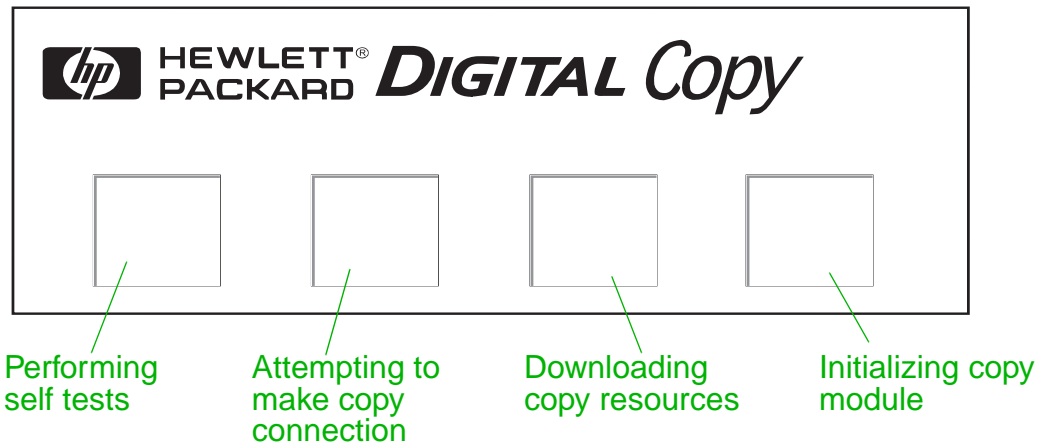 hp HEWLETT® PACKARD DIGITAL Copy
Performing
self tests
Attempting to
make copy
connection
Downloading
copy resources
Initializing copy
module